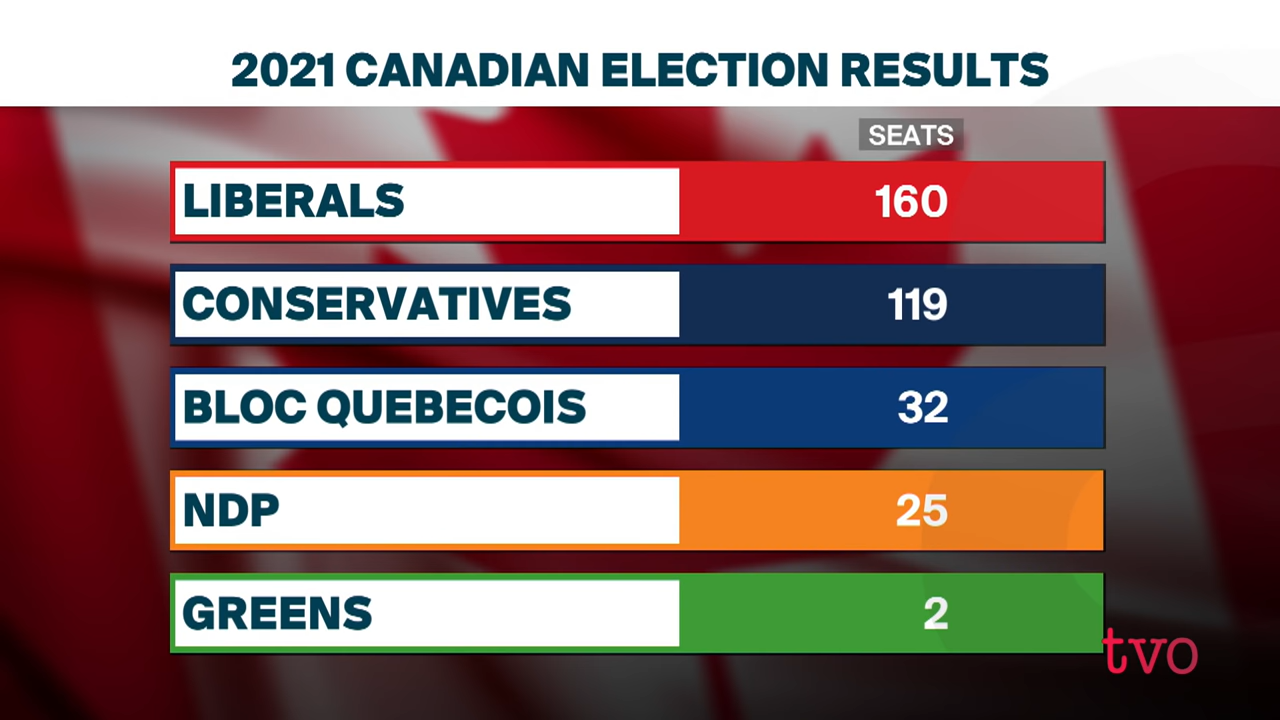 2021 CANADIAN ELECTION RESULTS
SEATS
LIBERALS 160
CONSERVATIVES 119
BLOC QUEBECOIS 32
NDP 25
GREENS 2
tvo